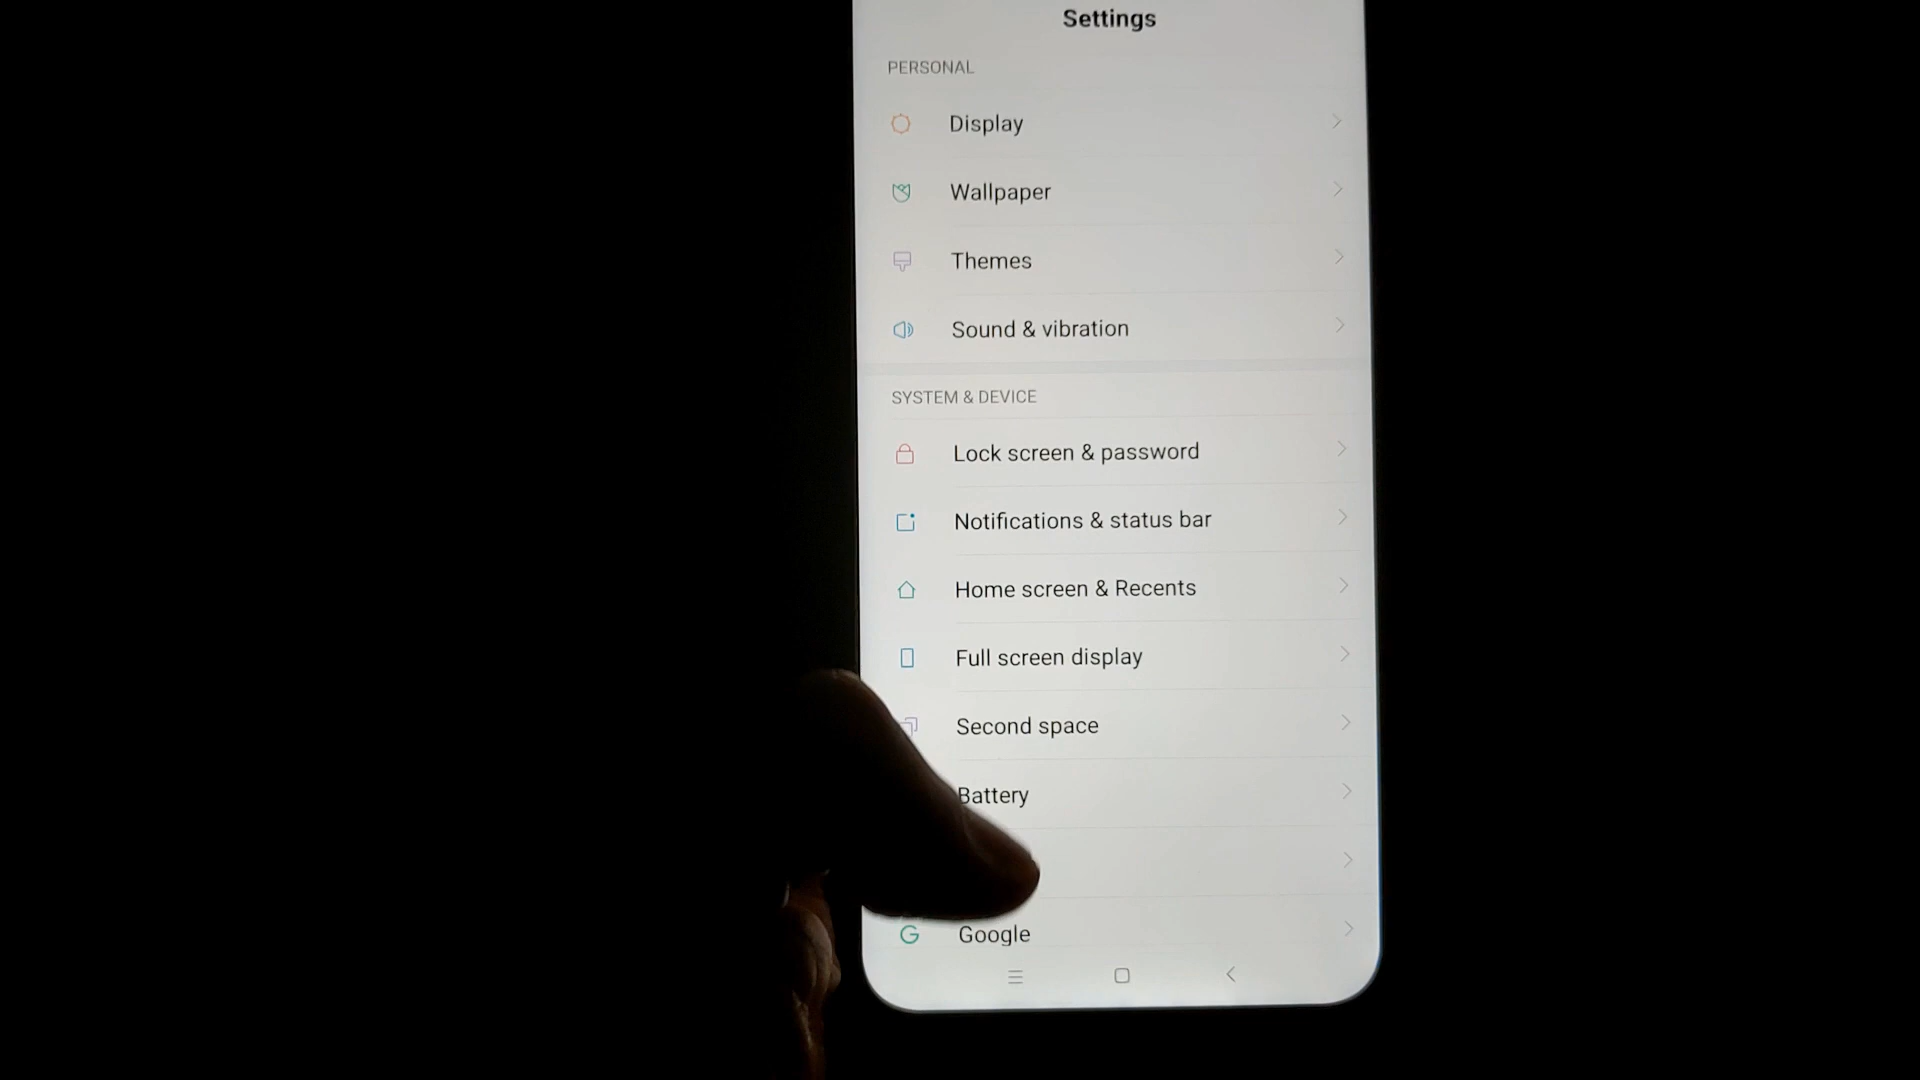 Settings
PERSONAL
Display
Wallpaper
Themes
Sound & vibration
SYSTEM & DEVICE
Lock screen & password
Notifications & status bar
Home screen & Recents
Full screen display
Second space
Battery
Google